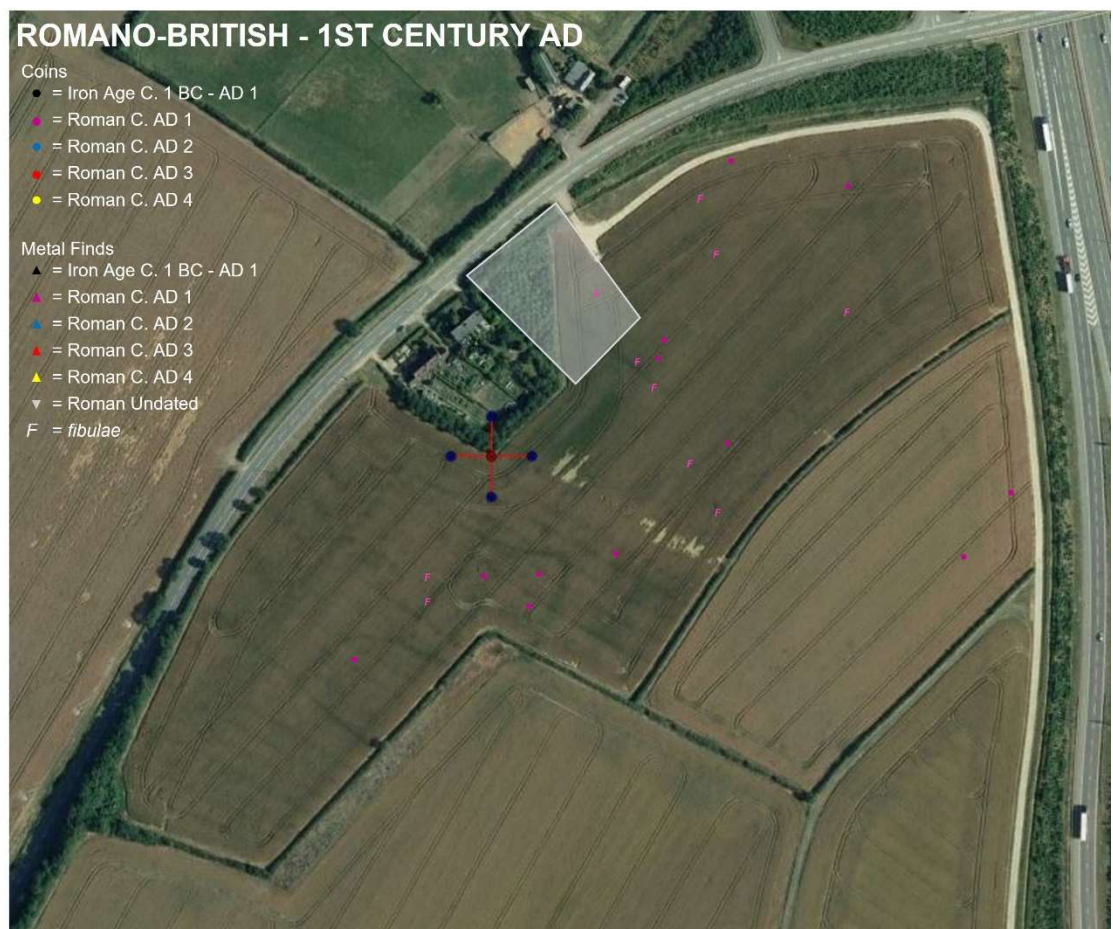 ROMANO-BRITISH - 1ST CENTURY AD
Coins
= Iron Age C. 1 BC - AD 1
= Roman C. AD 1
= Roman C. AD 2
= Roman C. AD 3
= Roman C. AD 4
Metal Finds
= Iron Age C. 1 BC - AD 1
= Roman C. AD 1
= Roman C. AD 2
= Roman C. AD 3
= Roman C. AD 4
= Roman Undated
F = fibulae
F
F
F
F
F
F
F
F
F